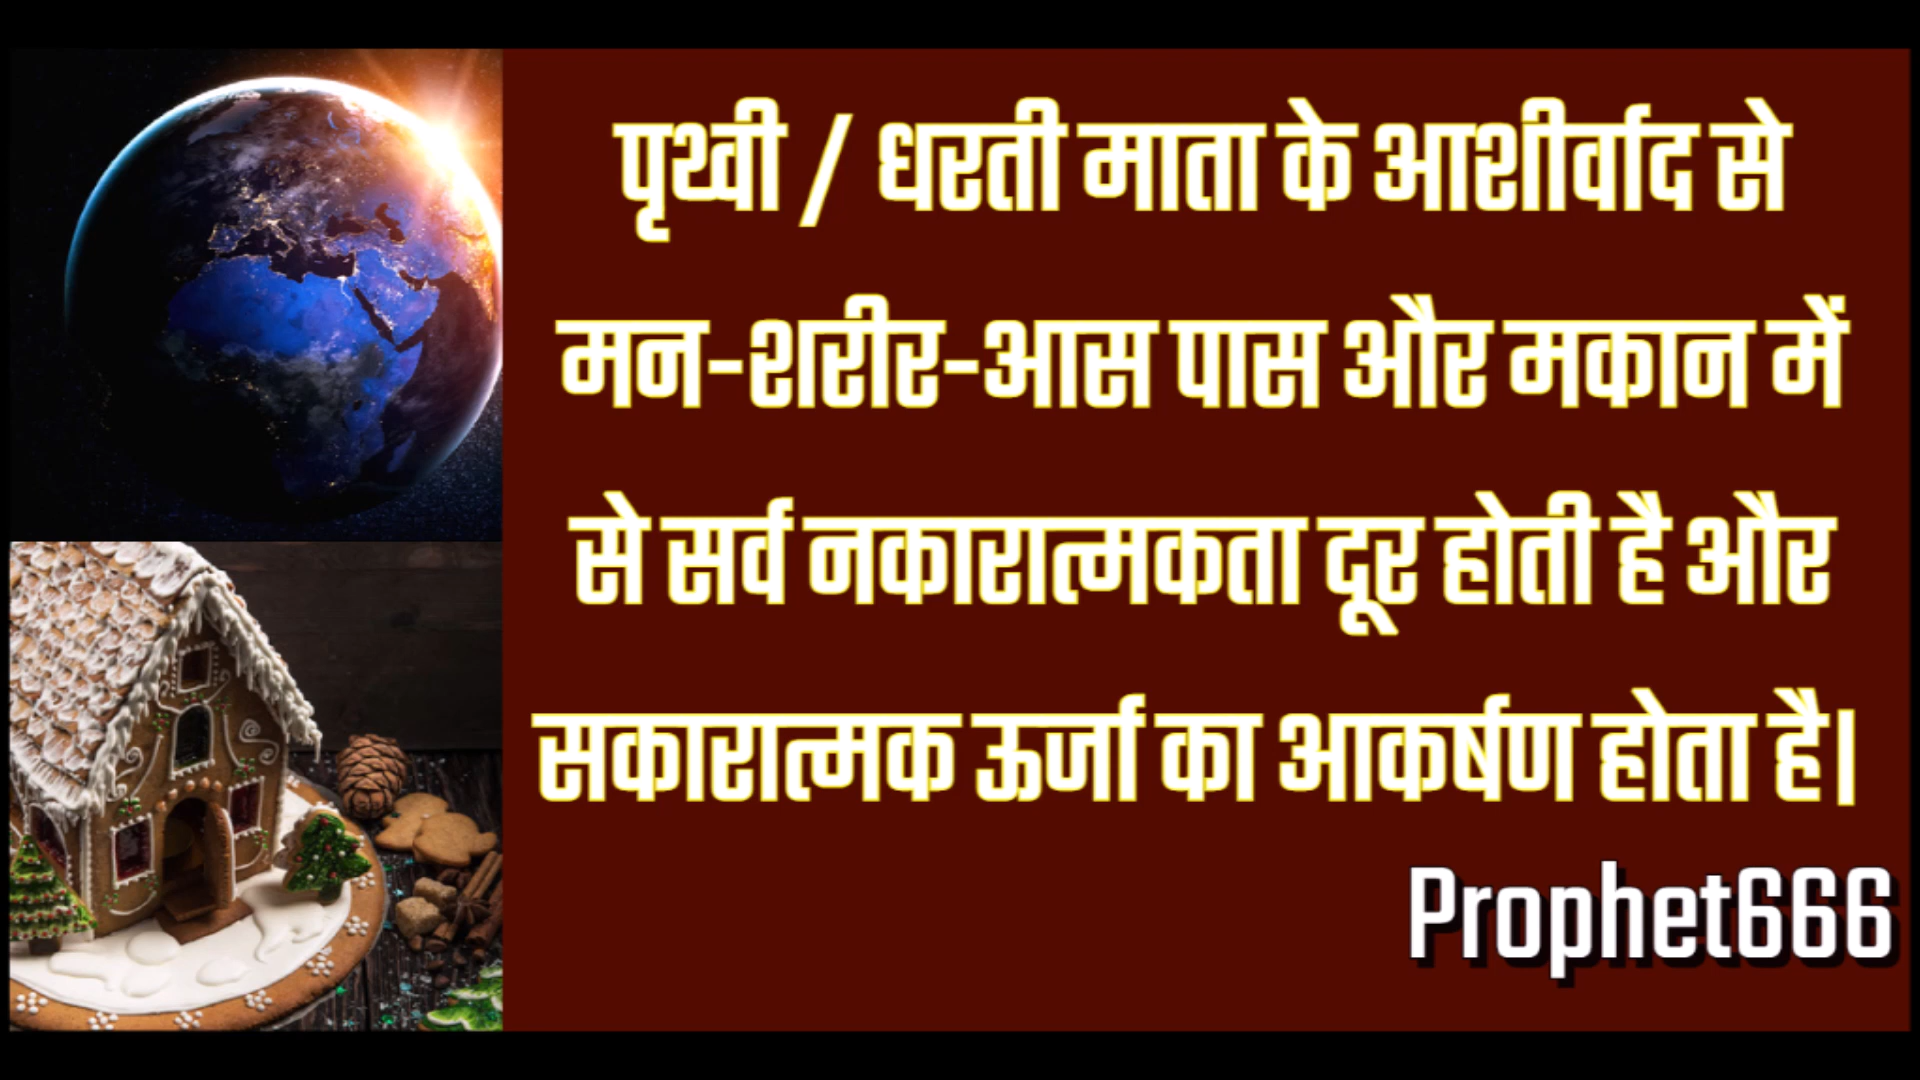 पृथ्वी / धरती माता के आशीर्वाद से
मन-शरीर-आस पास और मकान में
से सर्व नकारात्मकता दूर होती है और
सकारात्मक ऊर्जा का आकर्षण होता है।
Prophet666